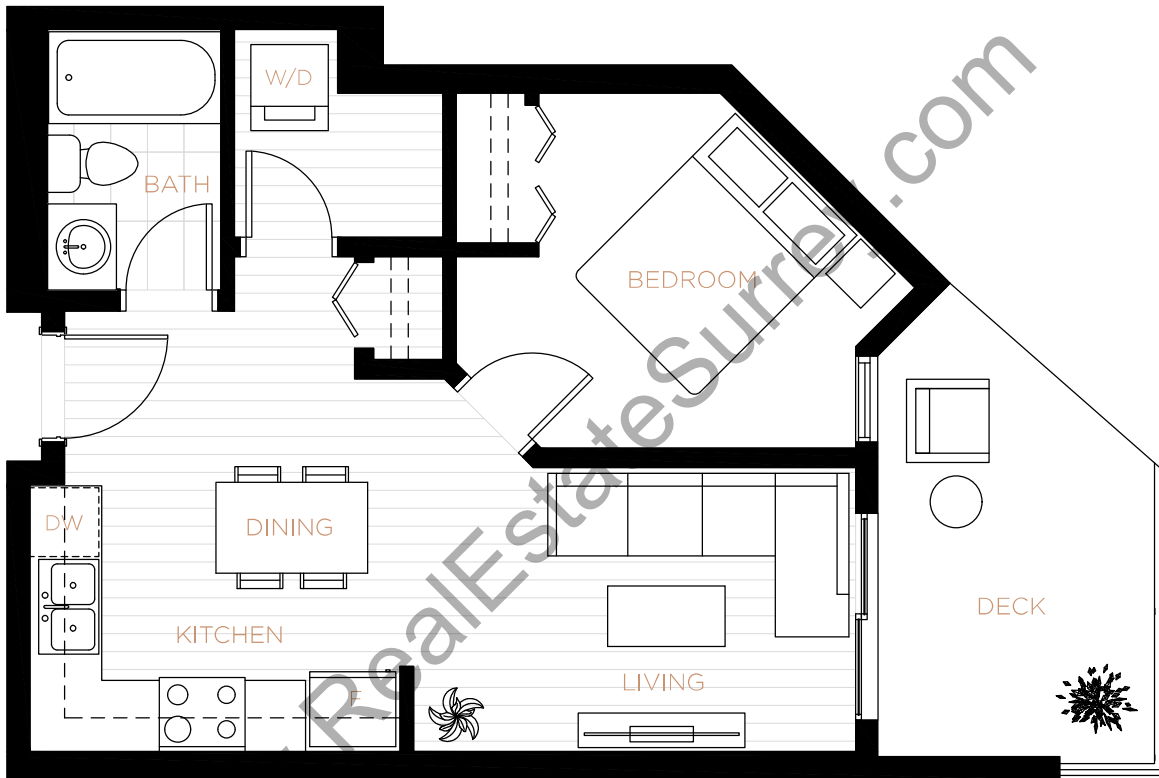 W/D
BATH
BEDROOM
DW
DINING
KITCHEN
F
LIVING
DECK
RealEstateSurrey.com